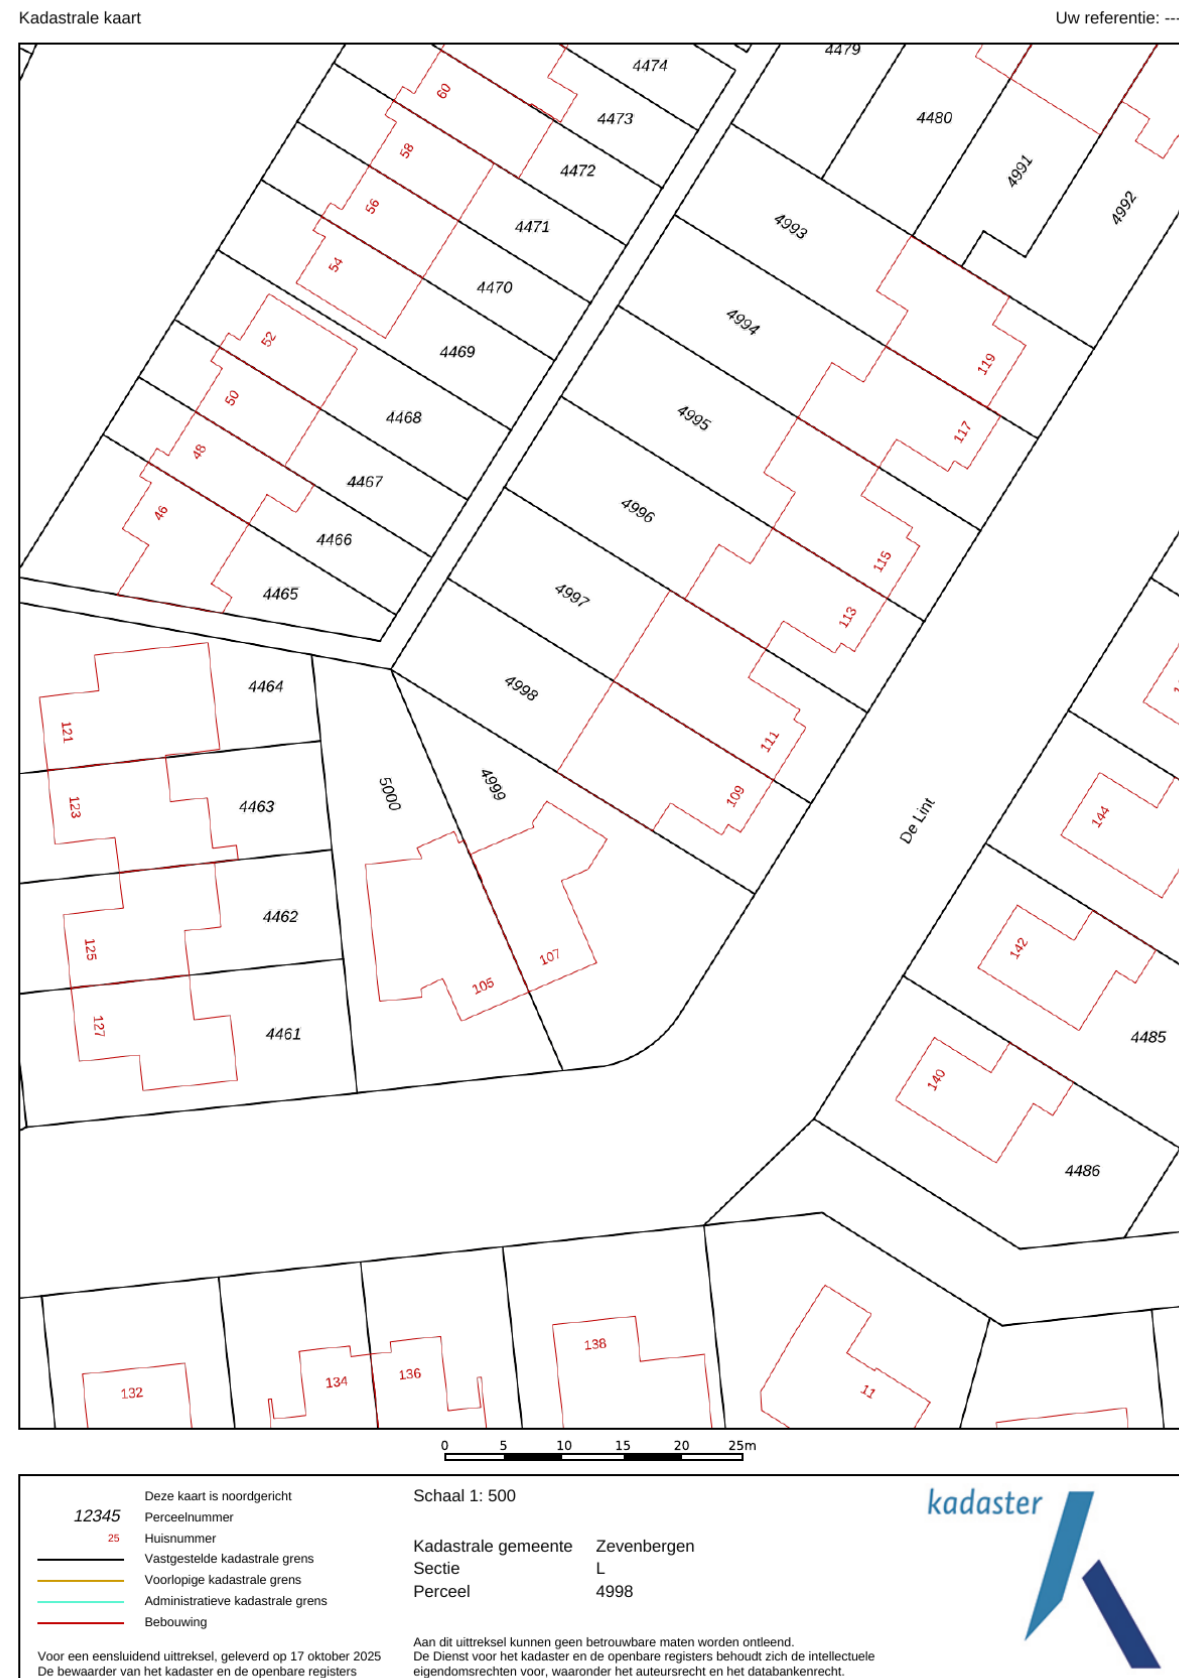 Kadastrale kaart
Uw referentie: ---
4474
4479
60
4473
4480
58
4472
4991
56
4471
4993
4992
54
4470
4994
52
4469
119
50
4468
4995
117
48
4467
46
4466
4996
115
4465
4997
113
4464
4998
121
111
123
4463
5000
4999
109
De Lint
144
125
4462
105
107
142
127
4461
4485
140
4486
132
134
136
138
11
0 5 10 15 20 25m
Deze kaart is noordgericht
12345 Perceelnummer
25 Huisnummer
Vastgestelde kadastrale grens
Voorlopige kadastrale grens
Administratieve kadastrale grens
Bebouwing
Voor een eensluidend uittreksel, geleverd op 17 oktober 2025
De bewaarder van het kadaster en de openbare registers
Schaal 1: 500
Kadastrale gemeente Zevenbergen
Sectie L
Perceel 4998
Aan dit uittreksel kunnen geen betrouwbare maten worden ontleend.
De Dienst voor het kadaster en de openbare registers behoudt zich de intellectuele
eigendomsrechten voor, waaronder het auteursrecht en het databankenrecht.
kadaster